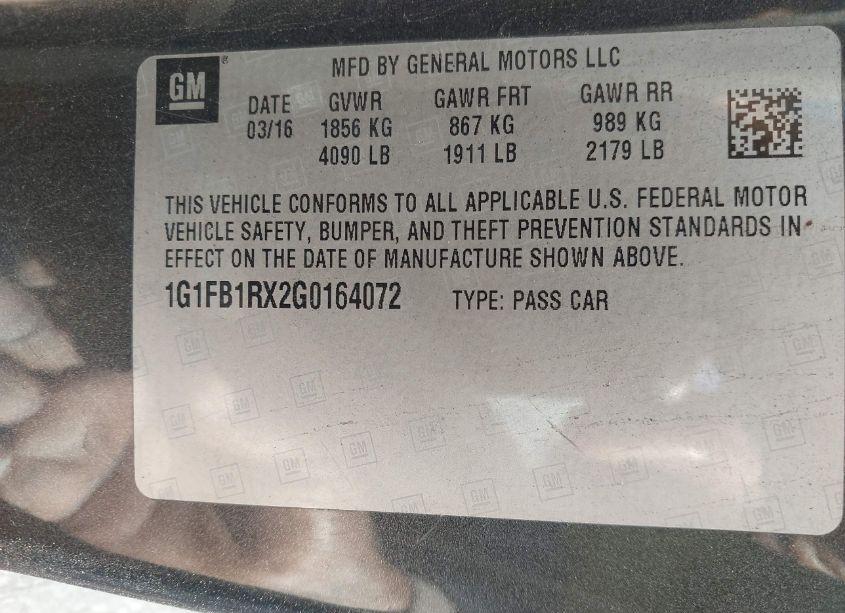 GM
MFD BY GENERAL MOTORS LLC
DATE GVWR GAWR FRT GAWR RR
03/16 1856 KG 867 KG 989 KG
4090 LB 1911 LB 2179 LB
THIS VEHICLE CONFORMS TO ALL APPLICABLE U.S. FEDERAL MOTOR
VEHICLE SAFETY, BUMPER, AND THEFT PREVENTION STANDARDS IN
EFFECT ON THE DATE OF MANUFACTURE SHOWN ABOVE.
1G1FB1RX2G0164072 TYPE: PASS CAR